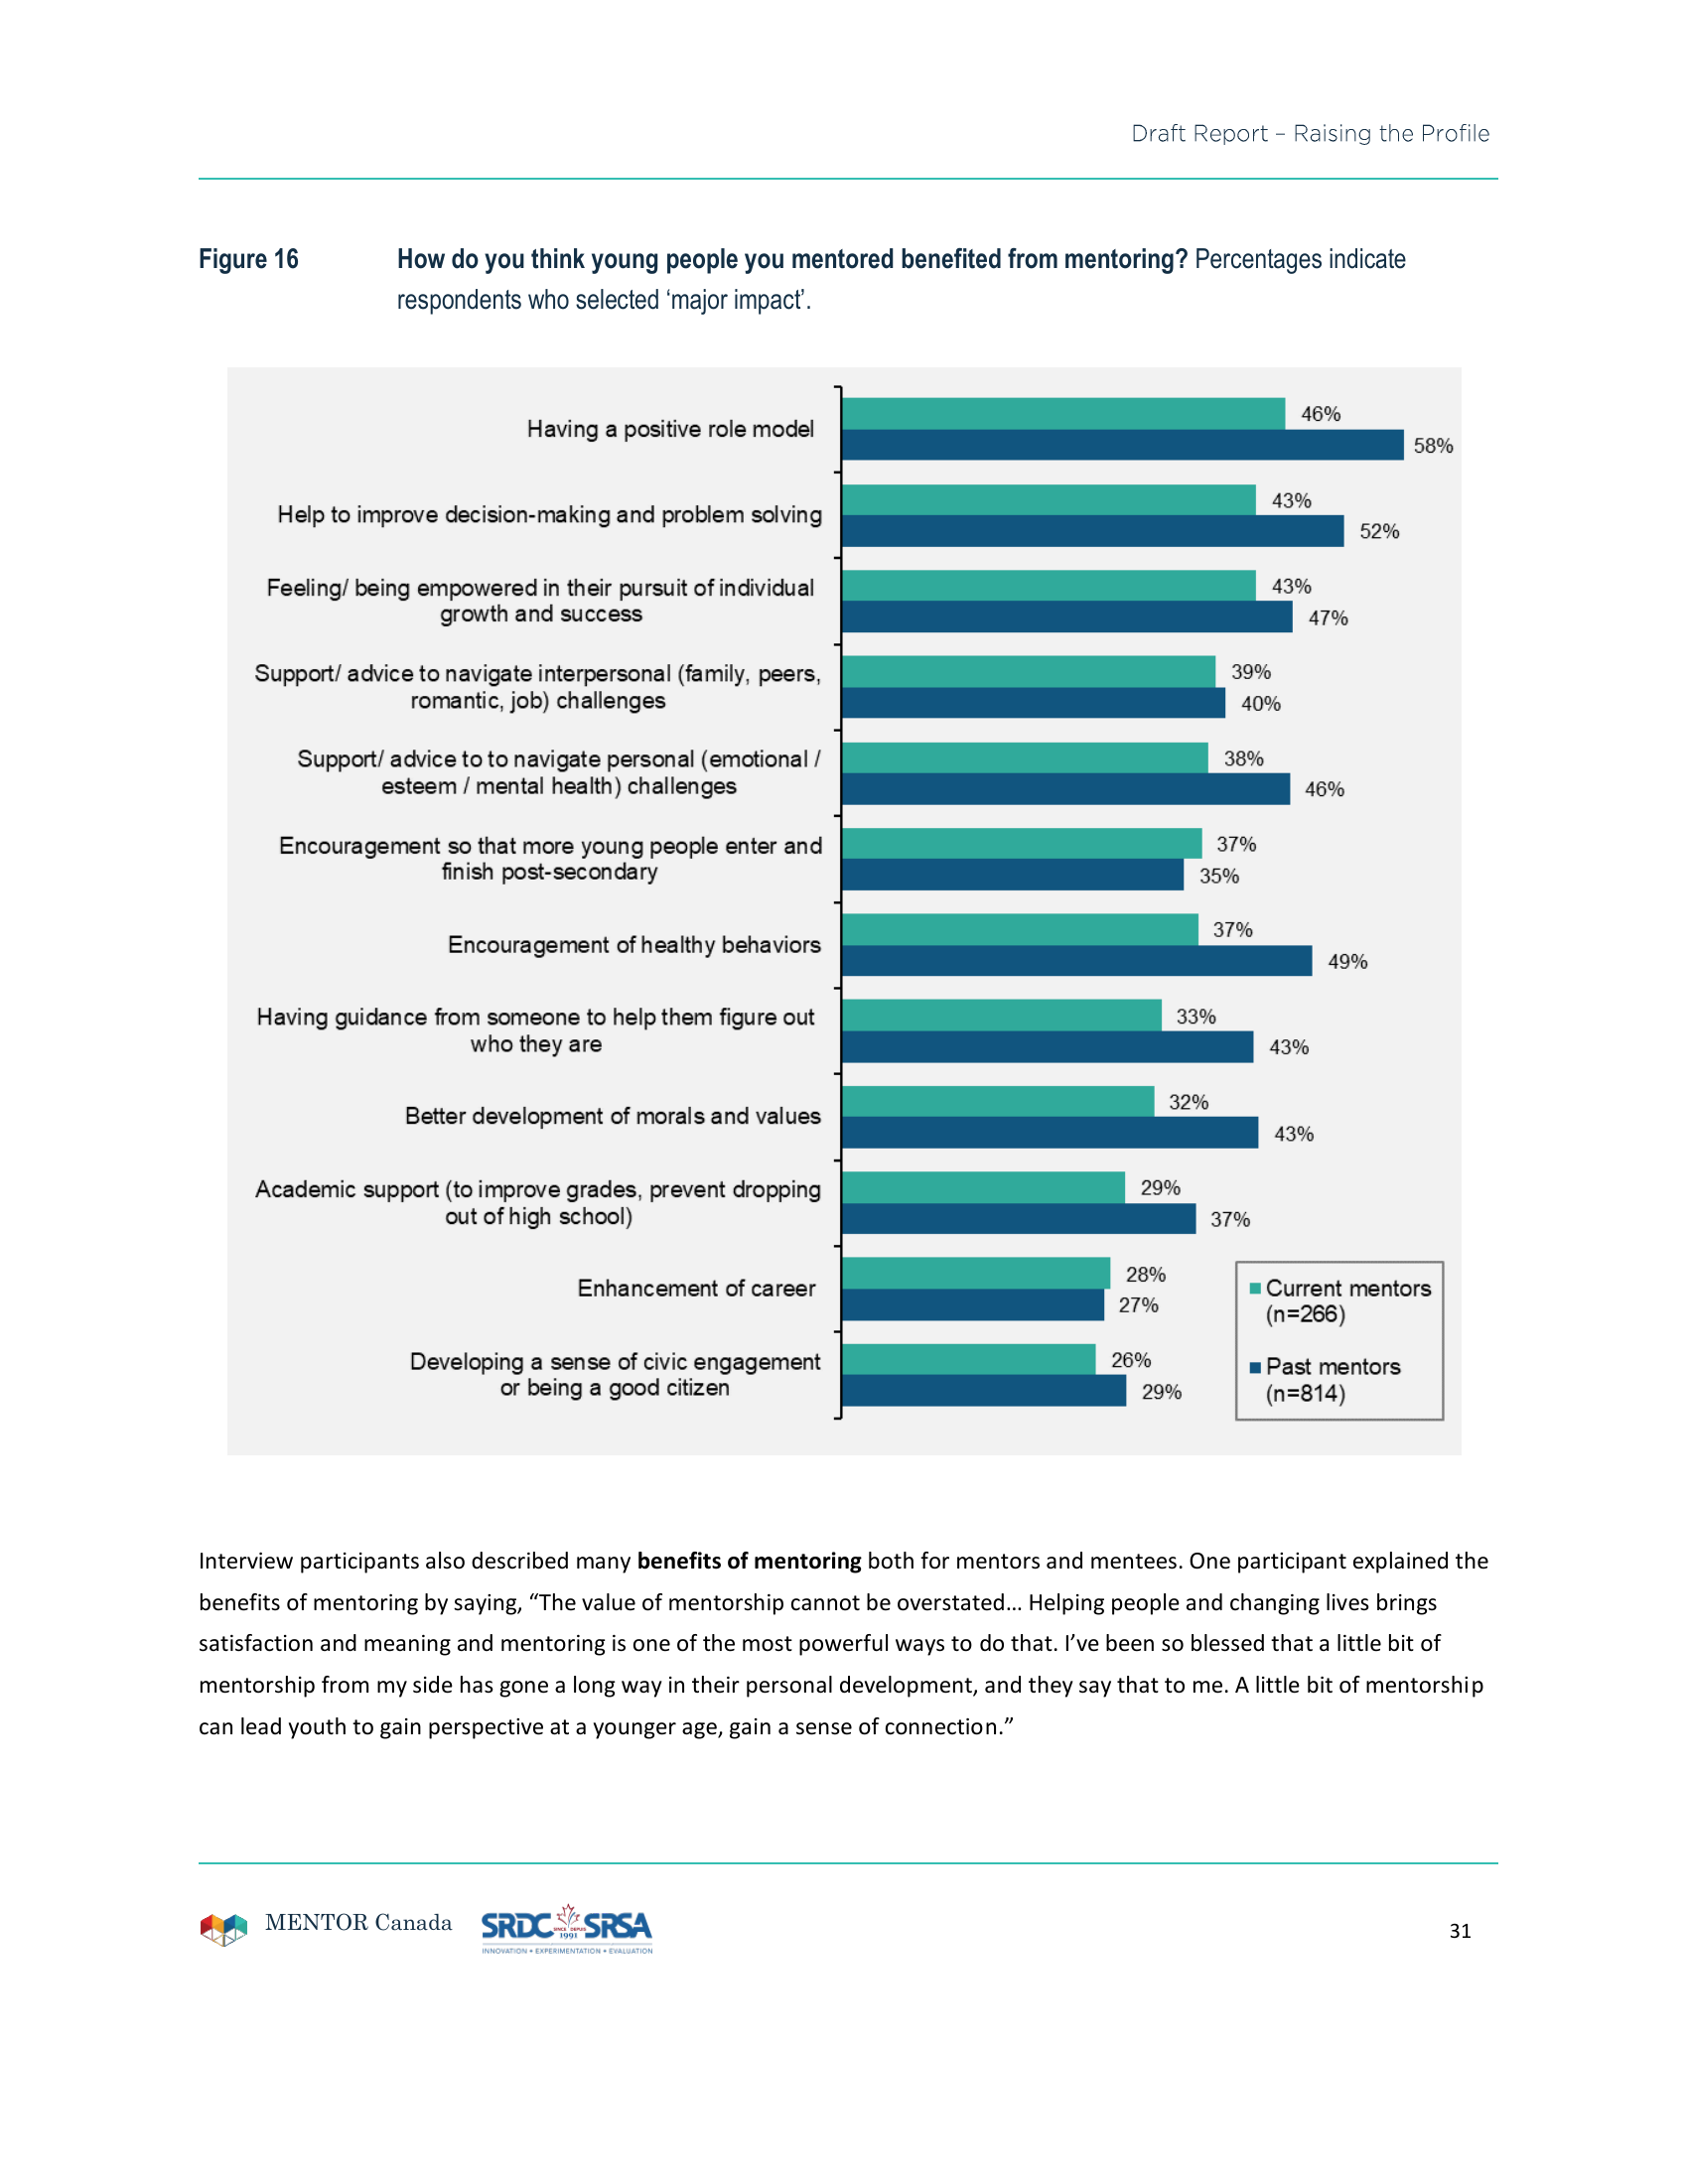 Draft Report – Raising the Profile
Figure 16 How do you think young people you mentored benefited from mentoring? Percentages indicate
respondents who selected ‘major impact’.
Having a positive role model
46%
58%
Help to improve decision-making and problem solving
43%
52%
Feeling/ being empowered in their pursuit of individual
growth and success
43%
47%
Support/ advice to navigate interpersonal (family, peers,
romantic, job) challenges
39%
40%
Support/ advice to to navigate personal (emotional /
esteem / mental health) challenges
38%
46%
Encouragement so that more young people enter and
finish post-secondary
37%
35%
Encouragement of healthy behaviors
37%
49%
Having guidance from someone to help them figure out
who they are
33%
43%
Better development of morals and values
32%
43%
Academic support (to improve grades, prevent dropping
out of high school)
29%
37%
Enhancement of career
28%
27%
Developing a sense of civic engagement
or being a good citizen
26%
29%
Current mentors
(n=266)
Past mentors
(n=814)
Interview participants also described many benefits of mentoring both for mentors and mentees. One participant explained the
benefits of mentoring by saying, “The value of mentorship cannot be overstated… Helping people and changing lives brings
satisfaction and meaning and mentoring is one of the most powerful ways to do that. I’ve been so blessed that a little bit of
mentorship from my side has gone a long way in their personal development, and they say that to me. A little bit of mentorship
can lead youth to gain perspective at a younger age, gain a sense of connection.”
MENTOR Canada
SRDC SRSA
SINCE DEPUIS
1991
INNOVATION • EXPERIMENTATION • EVALUATION
31